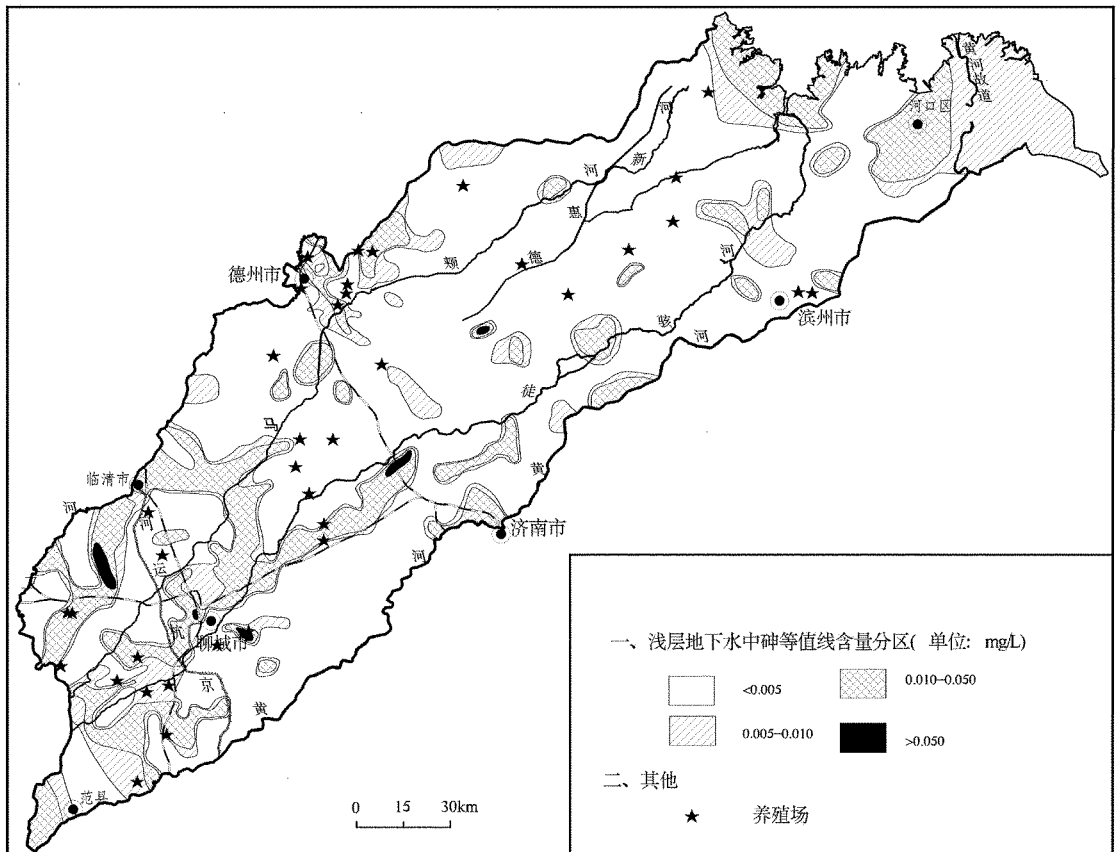 黄河故道
河口区
河
新
河
惠
德
颊
德州市
河
骇
河
滨州市
徒
马
临清市
黄
河
河
济南市
河
运
聊城市
京
黄
范县
0 15 30km
一、浅层地下水中砷等值线含量分区( 单位: mg/L)
<0.005
0.010−0.050
0.005−0.010
>0.050
二、其他
养殖场